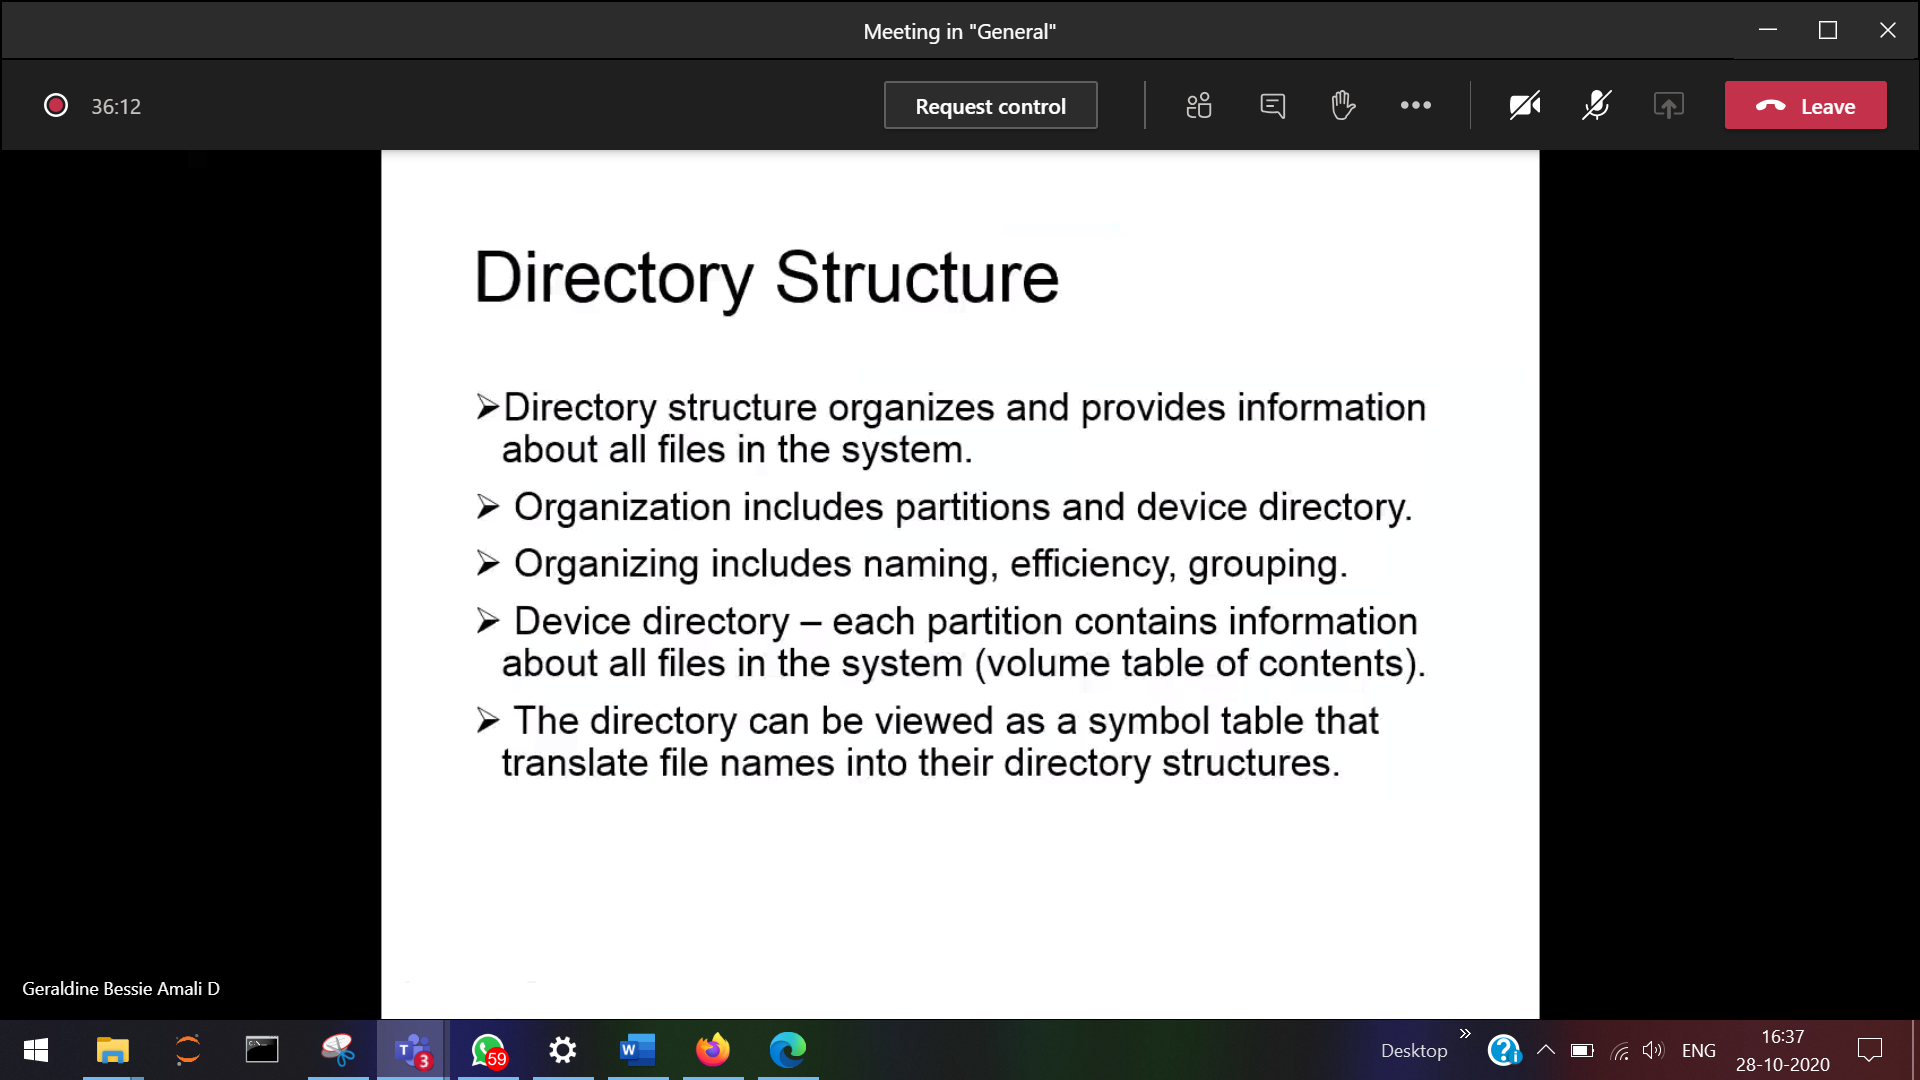 Meeting in "General"
36:12
Request control
Leave
Directory Structure
➢Directory structure organizes and provides information
about all files in the system.
➢ Organization includes partitions and device directory.
➢ Organizing includes naming, efficiency, grouping.
➢ Device directory – each partition contains information
about all files in the system (volume table of contents).
➢ The directory can be viewed as a symbol table that
translate file names into their directory structures.
Geraldine Bessie Amali D
T
3
59
W
Desktop
ENG
16:37
28-10-2020